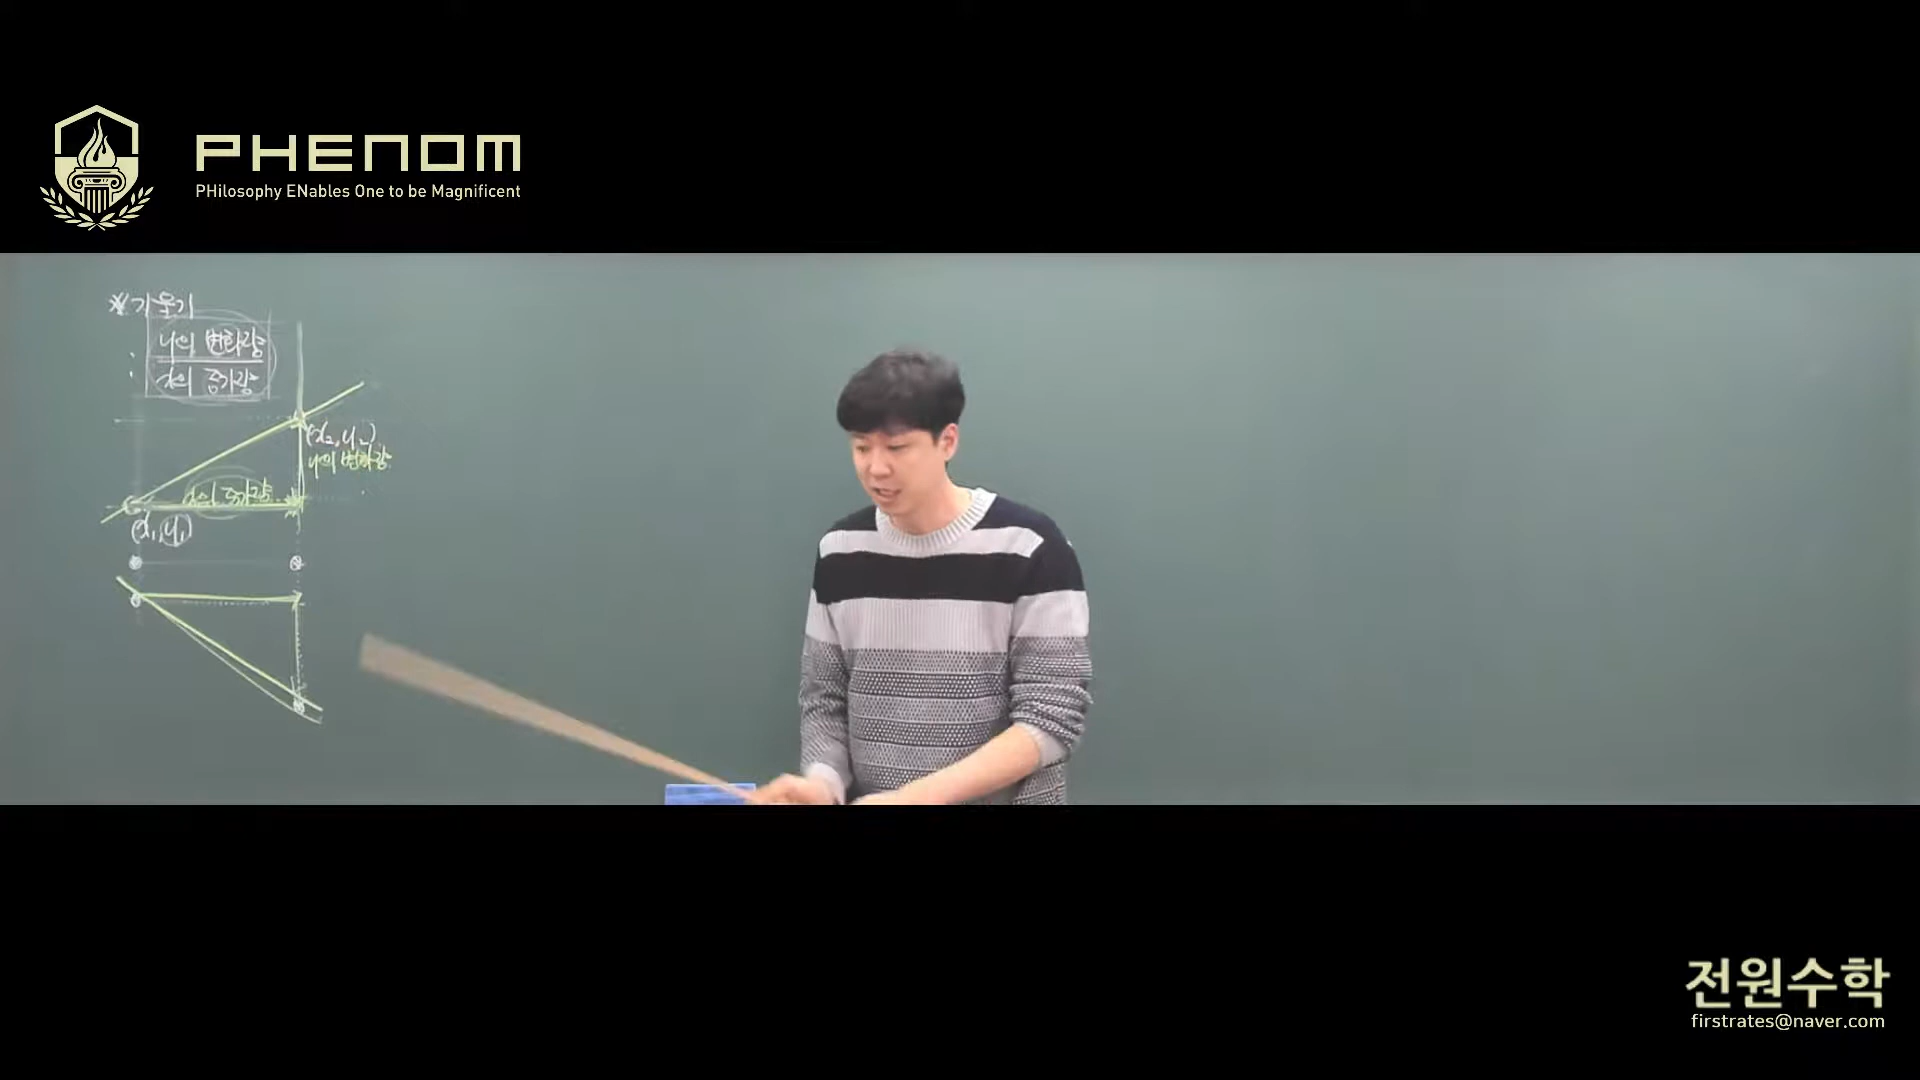 PHENOM
PHilosophy ENables One to be Magnificent
※기울기
: y의 변화량
x의 증가량
(x₂, y₂)
y의 변화량
x의 증가량
(x₁, y₁)
전원수학
firstrates@naver.com